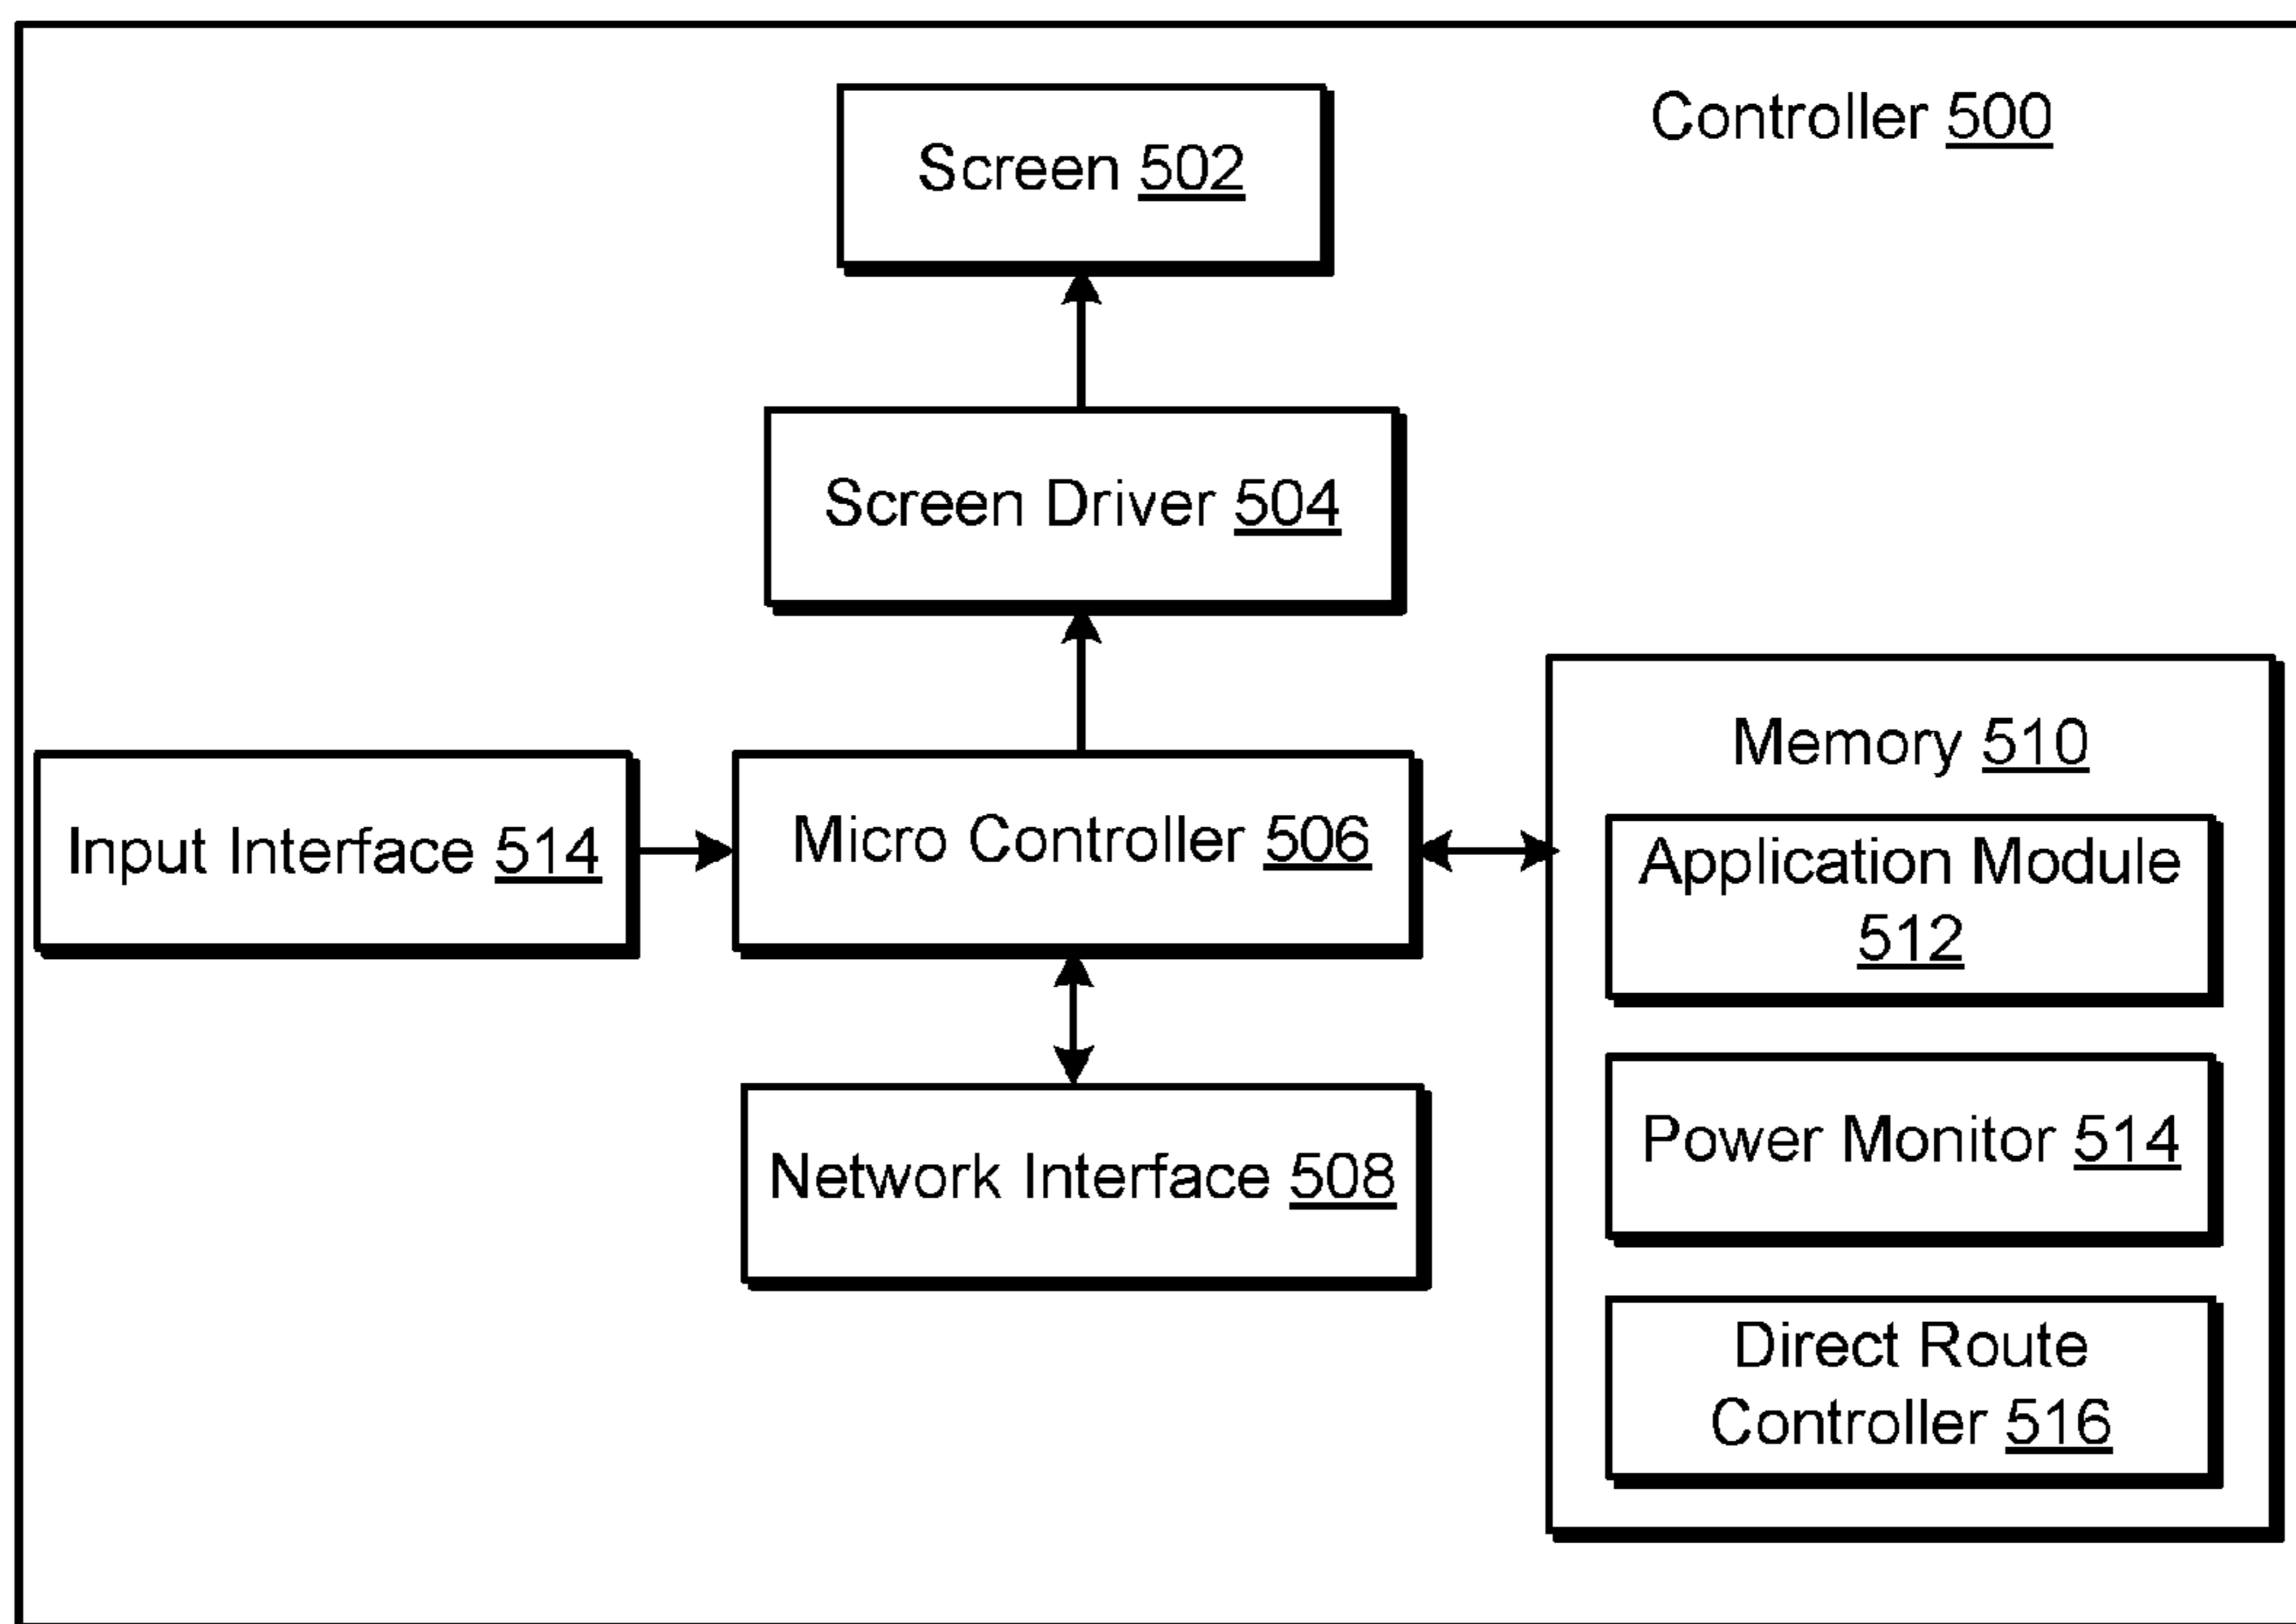 Controller 500
Screen 502
Screen Driver 504
Input Interface 514
Micro Controller 506
Network Interface 508
Memory 510
Application Module
512
Power Monitor 514
Direct Route
Controller 516